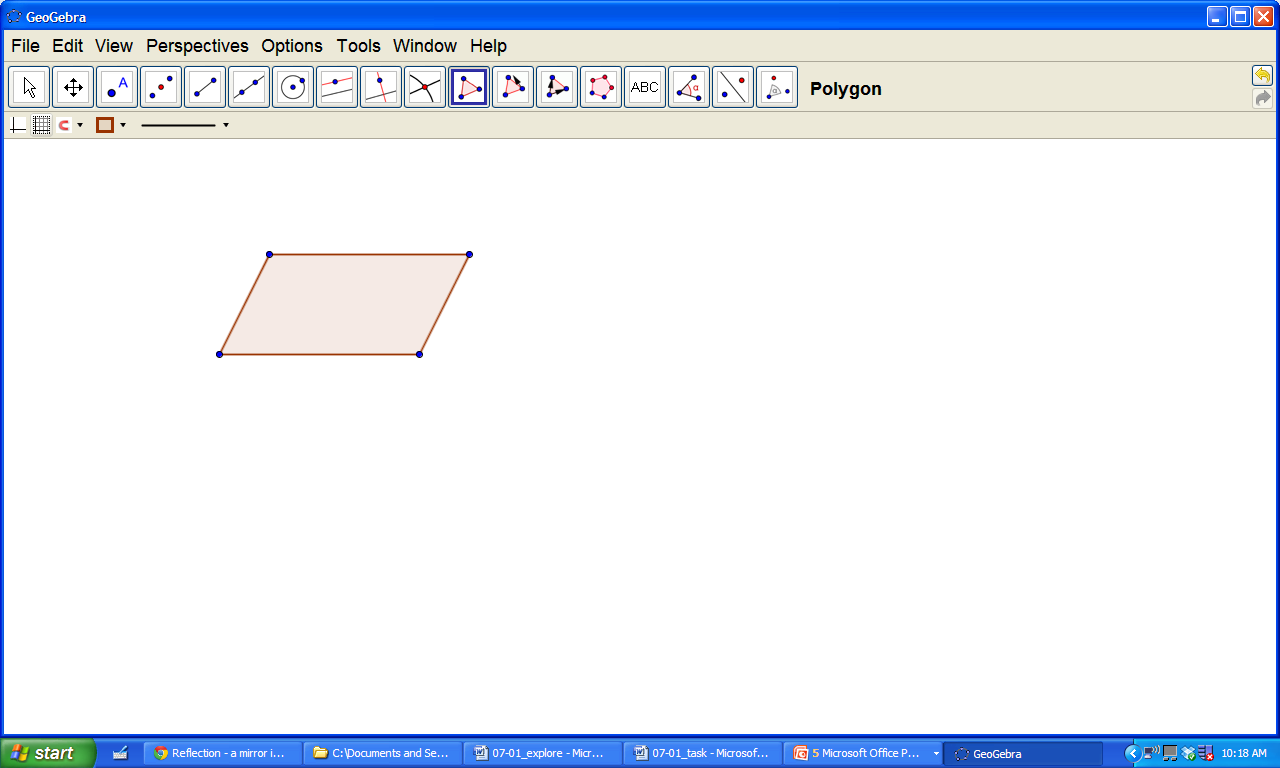 GeoGebra
File Edit View Perspectives Options Tools Window Help
A ABC α Polygon
start Reflection - a mirror i... C:\Documents and Se... 07-01_explore - Micr... 07-01_task - Microsof... 5 Microsoft Office P... GeoGebra 10:18 AM